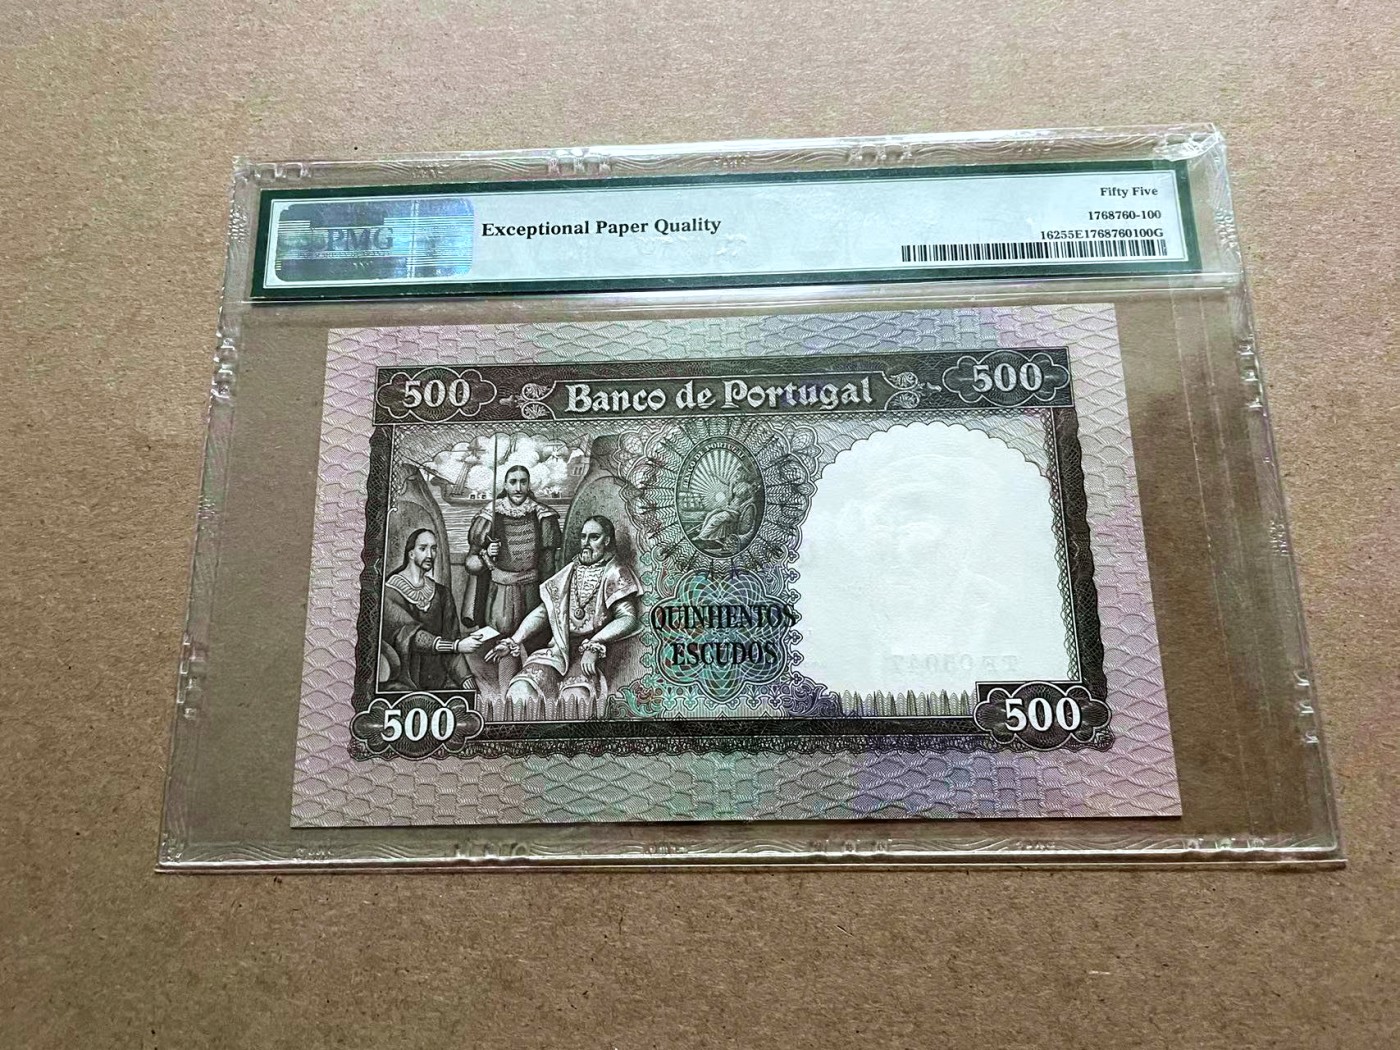 PMG
Exceptional Paper Quality
Fifty Five
1768760-100
16255E1768760100G
500
Banco de Portugal
500
QUINHENTOS
ESCUDOS
500
500